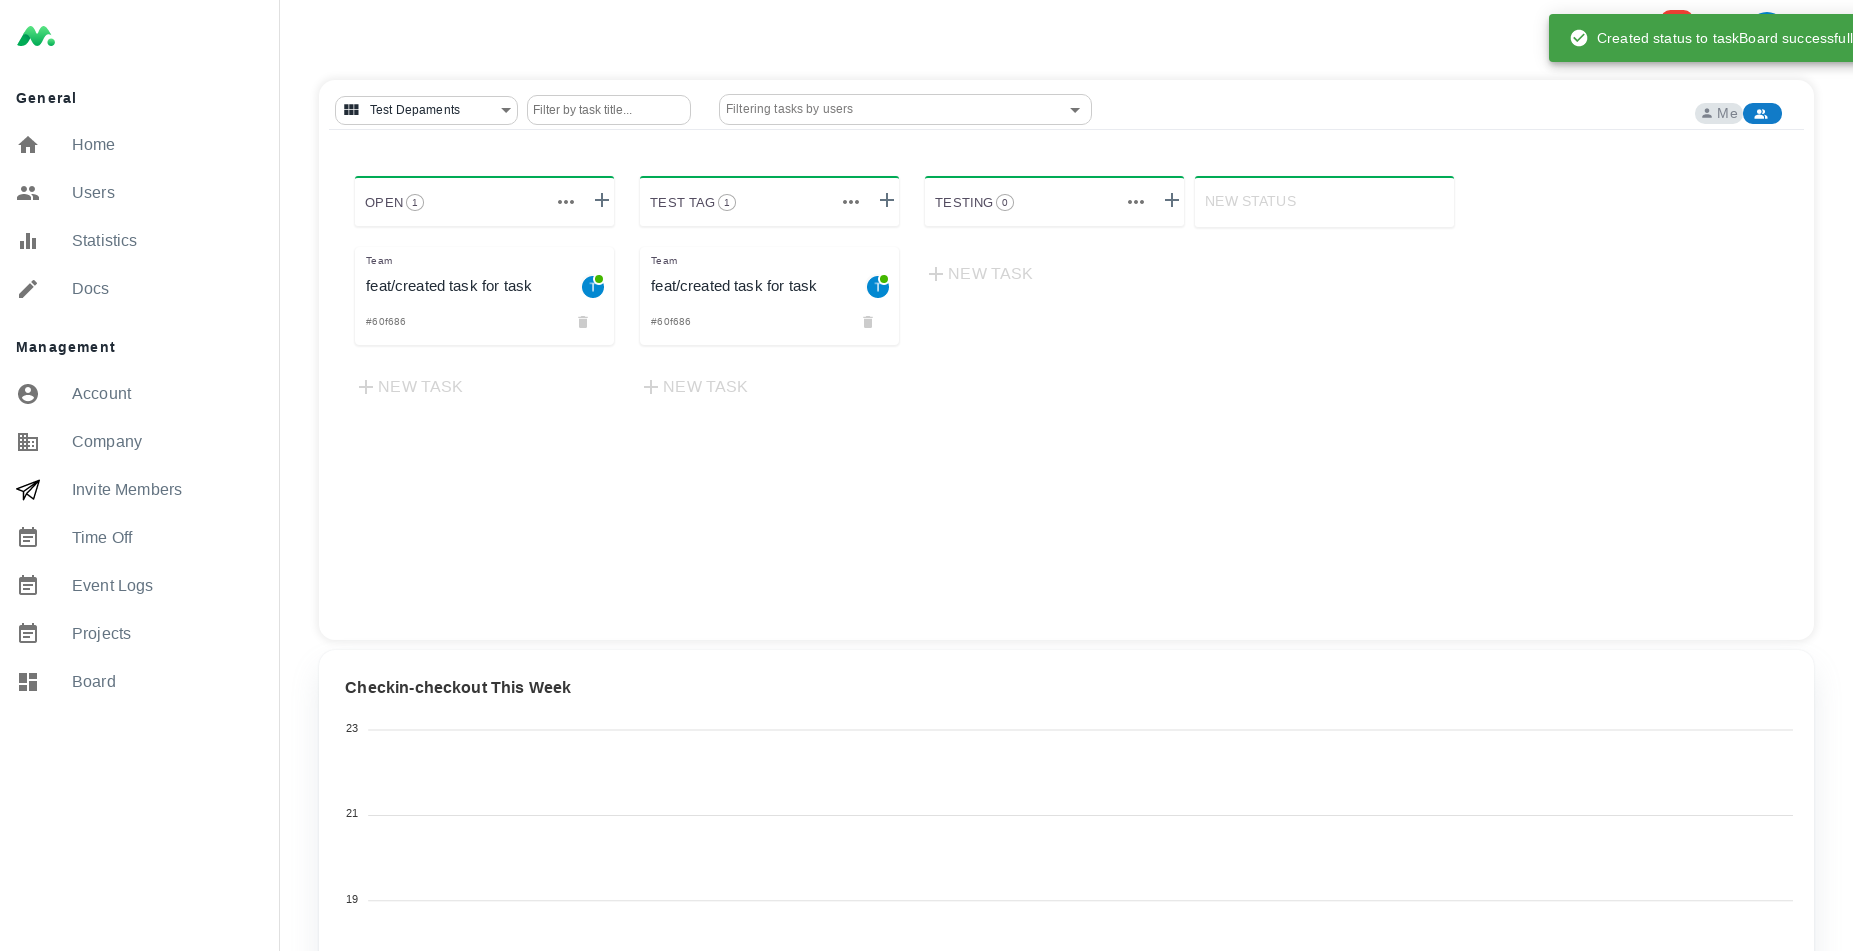 General
Home
Users
Statistics
Docs
Management
Account
Company
Invite Members
Time Off
Event Logs
Projects
Board
Created status to taskBoard successfull
Test Depaments
Filter by task title...
Filtering tasks by users
Me
OPEN 1
TEST TAG 1
TESTING 0
NEW STATUS
Team
feat/created task for task
T
#60f686
NEW TASK
Team
feat/created task for task
T
#60f686
NEW TASK
NEW TASK
Checkin-checkout This Week
23
21
19